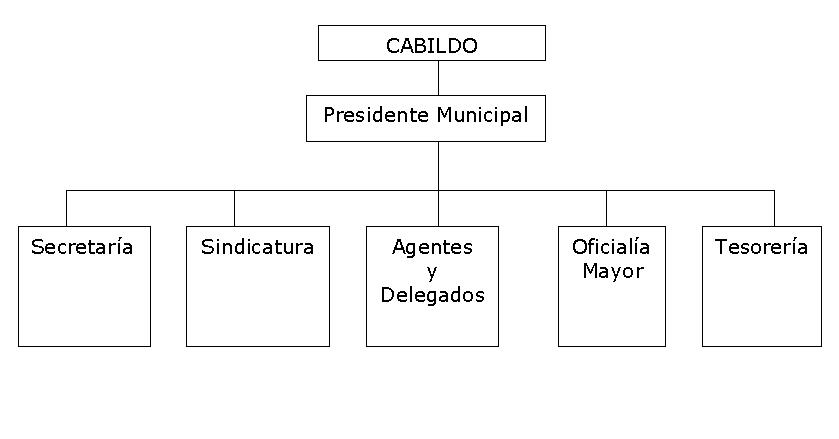 CABILDO
Presidente Municipal
Secretaría
Sindicatura
Agentes
y
Delegados
Oficialía
Mayor
Tesorería